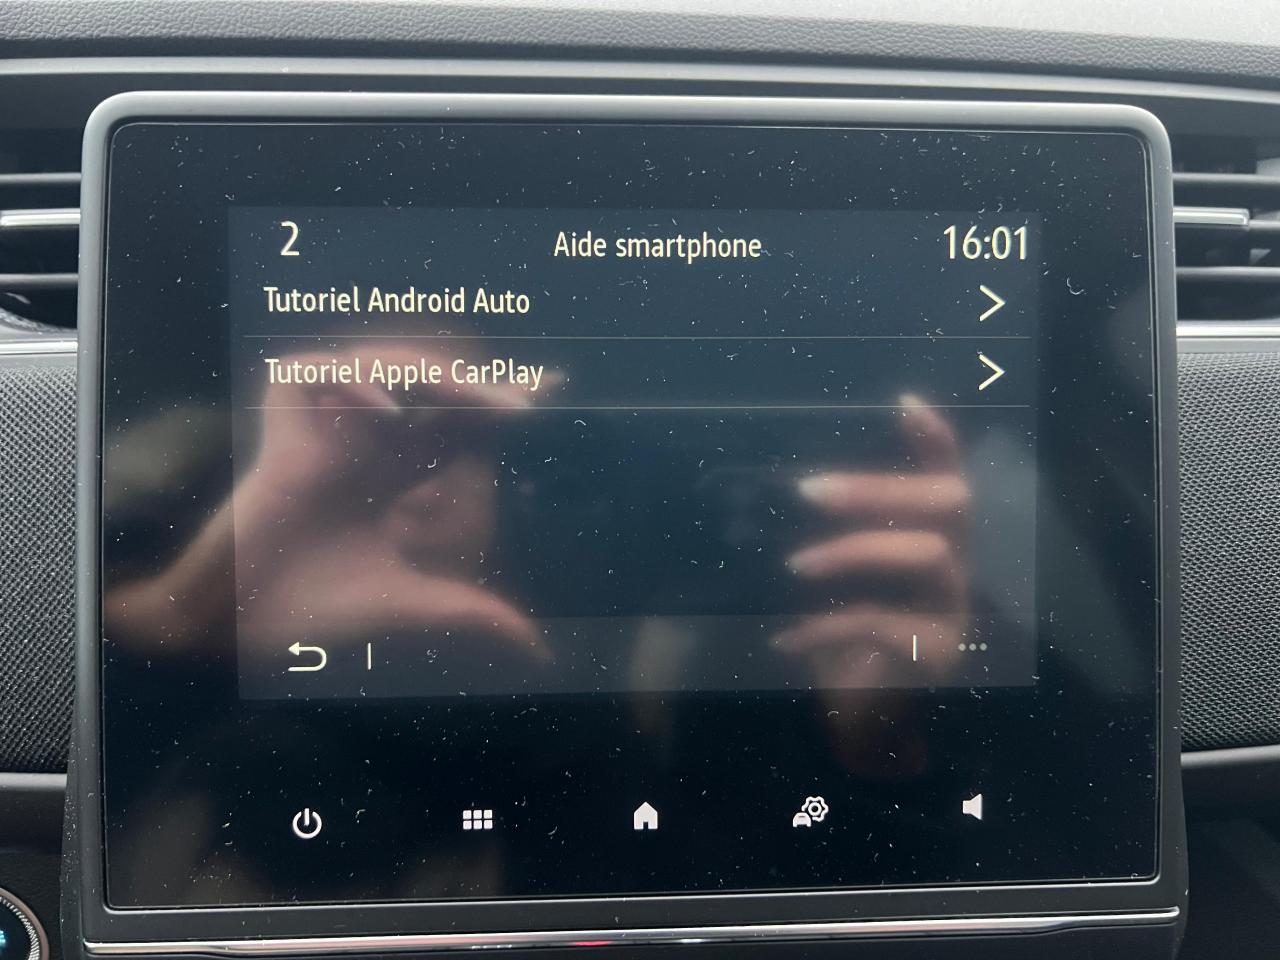 2 Aide smartphone 16:01
Tutoriel Android Auto
Tutoriel Apple CarPlay